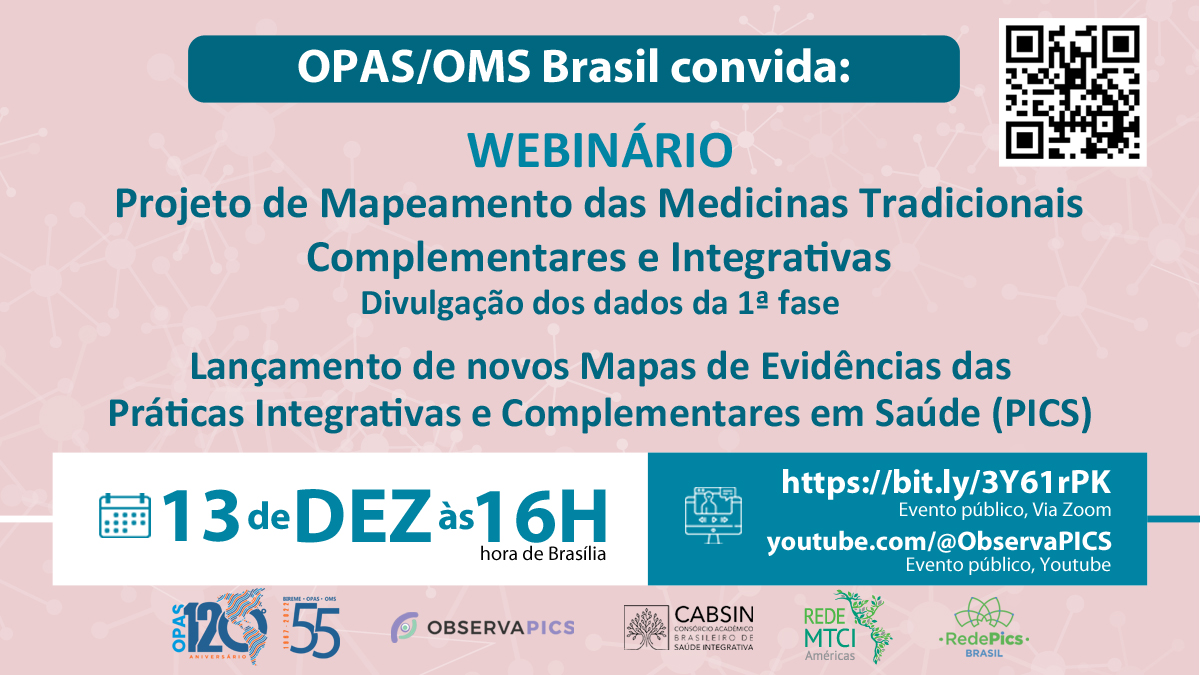 OPAS/OMS Brasil convida:
WEBINÁRIO
Projeto de Mapeamento das Medicinas Tradicionais
Complementares e Integrativas
Divulgação dos dados da 1ª fase
Lançamento de novos Mapas de Evidências das
Práticas Integrativas e Complementares em Saúde (PICS)
13 de DEZ às 16H
hora de Brasília
https://bit.ly/3Y61rPK
Evento público, Via Zoom
youtube.com/@ObservaPICS
Evento público, Youtube
OPAS 120
ANIVERSÁRIO
BIREME • OPAS • OMS
1967-2022
55
OBSERVAPICS
CABSIN
CONSÓRCIO ACADÊMICO
BRASILEIRO DE
SAÚDE INTEGRATIVA
REDE
MTCI
Américas
RedePics
BRASIL